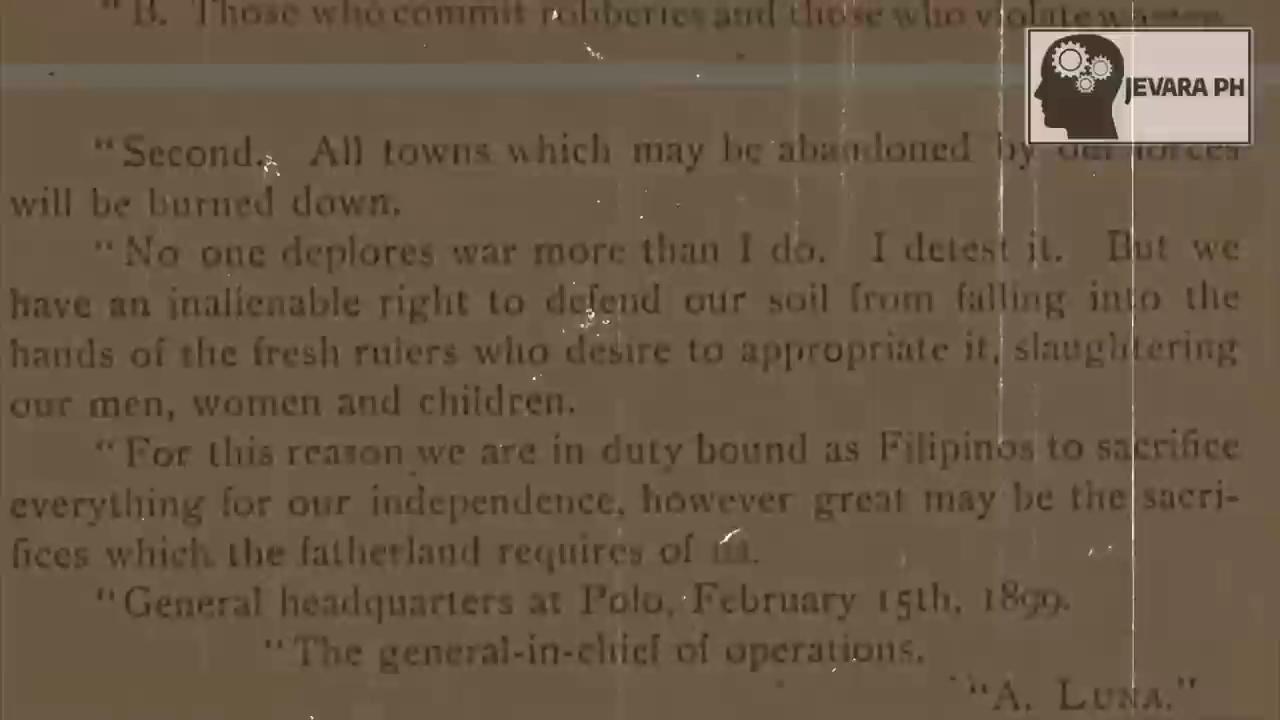 "B. Those who commit robberies and those who violate women.
JEVARA PH
"Second. All towns which may be abandoned by our forces
will be burned down.
"No one deplores war more than I do. I detest it. But we
have an inalienable right to defend our soil from falling into the
hands of the fresh rulers who desire to appropriate it, slaughtering
our men, women and children.
"For this reason we are in duty bound as Filipinos to sacrifice
everything for our independence, however great may be the sacri-
fices which the fatherland requires of us.
"General headquarters at Polo, February 15th, 1899.
"The general-in-chief of operations,
"A. LUNA."